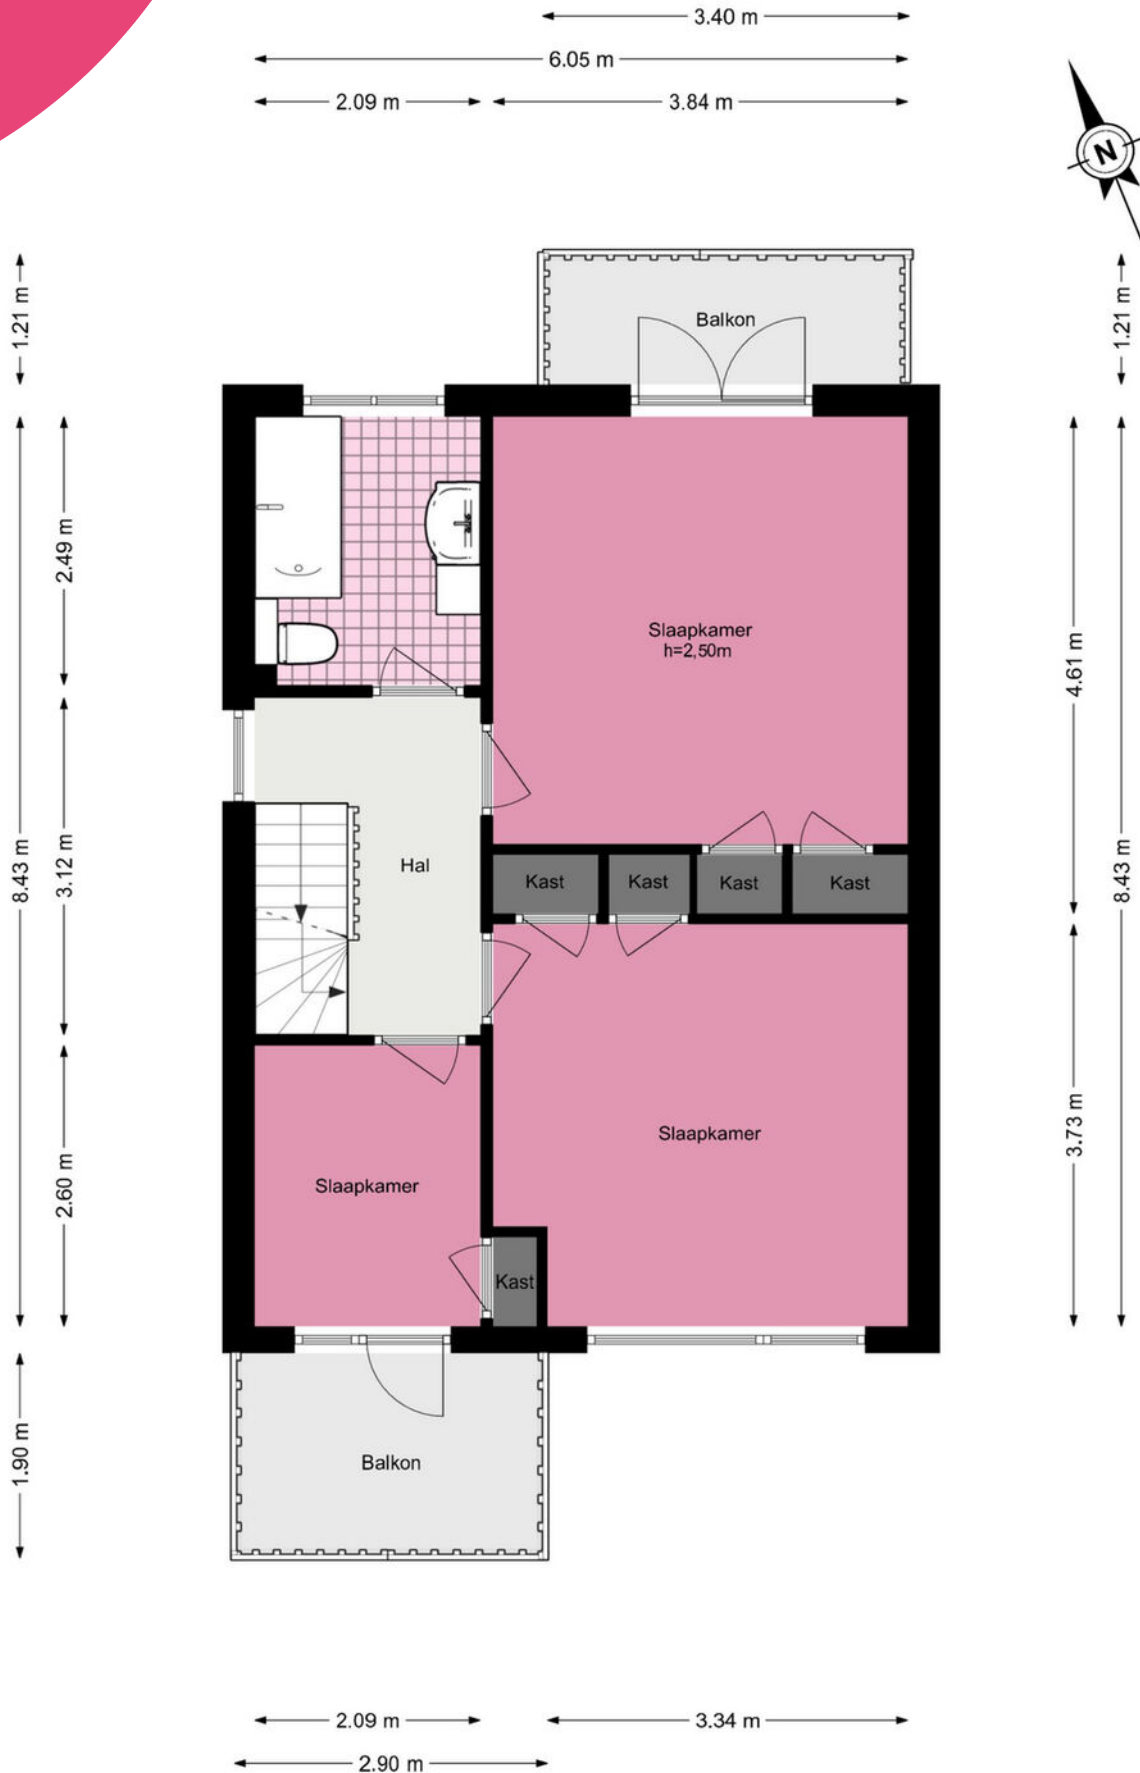 3.40 m
6.05 m
2.09 m
3.84 m
N
1.21 m
1.21 m
Balkon
2.49 m
Slaapkamer
h=2,50m
4.61 m
8.43 m
3.12 m
Hal
8.43 m
Kast
Kast
Kast
Kast
3.73 m
Slaapkamer
2.60 m
Slaapkamer
Kast
1.90 m
Balkon
2.09 m
3.34 m
2.90 m